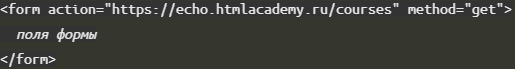 <form action="https://echo.htmlacademy.ru/courses" method="get">
  поля формы
</form>